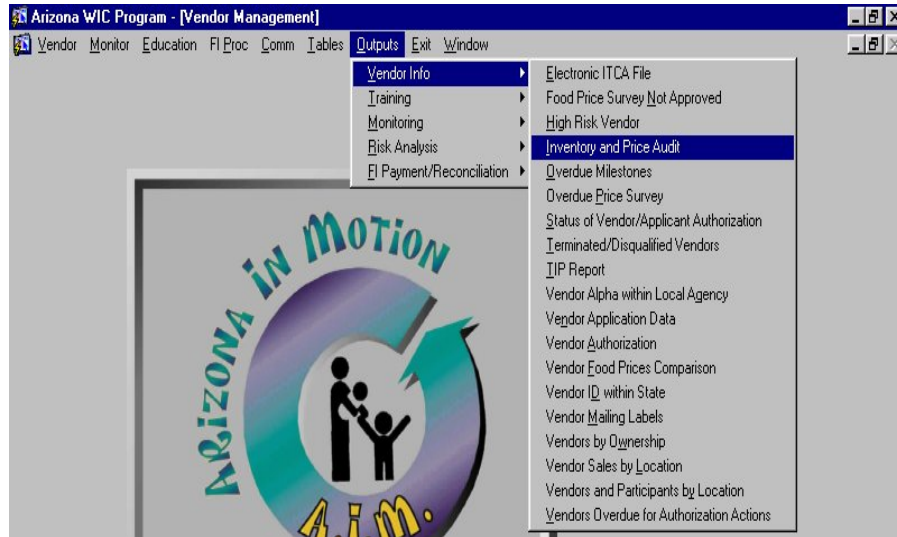 Arizona WIC Program - [Vendor Management]
Vendor Monitor Education FI Proc Comm Tables Outputs Exit Window
Vendor Info
Training
Monitoring
Risk Analysis
FI Payment/Reconciliation
Electronic ITCA File
Food Price Survey Not Approved
High Risk Vendor
Inventory and Price Audit
Overdue Milestones
Overdue Price Survey
Status of Vendor/Applicant Authorization
Terminated/Disqualified Vendors
TIP Report
Vendor Alpha within Local Agency
Vendor Application Data
Vendor Authorization
Vendor Food Prices Comparison
Vendor ID within State
Vendor Mailing Labels
Vendors by Ownership
Vendor Sales by Location
Vendors and Participants by Location
Vendors Overdue for Authorization Actions
ARIZONA IN MOTION
A.i.M.